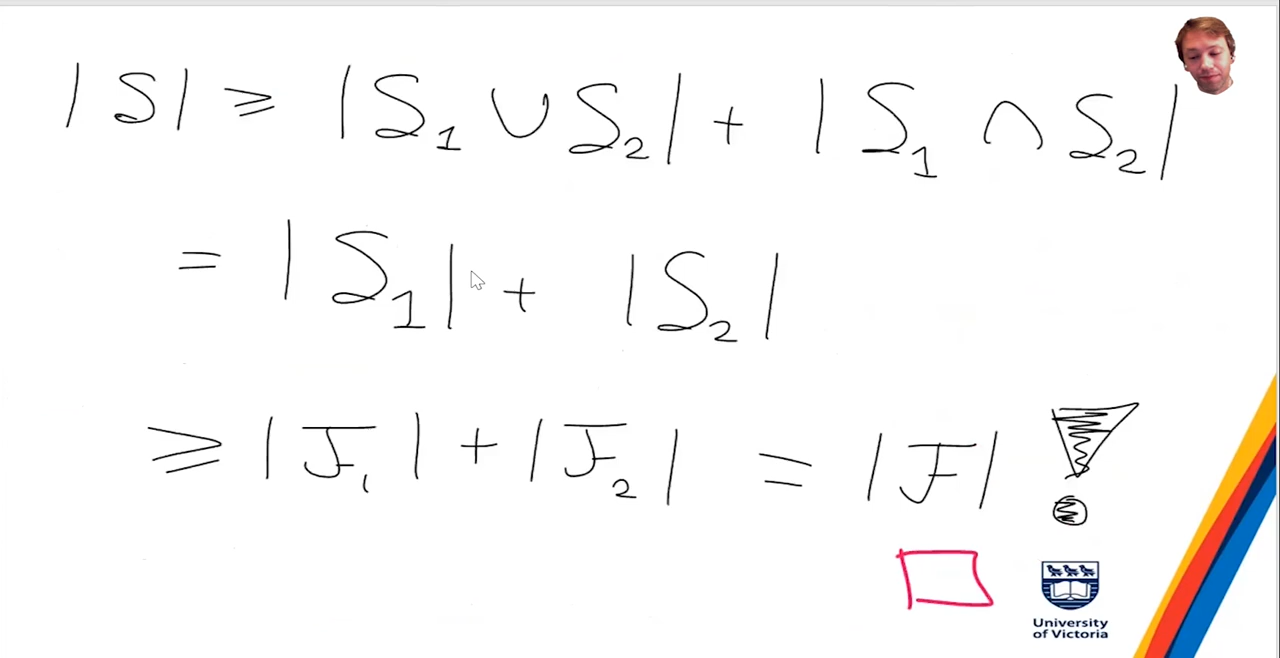 |S| ⩾ |S₁ ∪ S₂| + |S₁ ∩ S₂|
= |S₁| + |S₂|
⩾ |ℱ₁| + |ℱ₂| = |ℱ| !
□
University
of Victoria